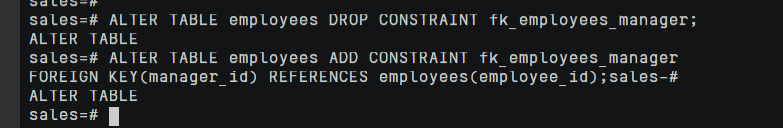 sales=#
sales=# ALTER TABLE employees DROP CONSTRAINT fk_employees_manager;
ALTER TABLE
sales=# ALTER TABLE employees ADD CONSTRAINT fk_employees_manager
FOREIGN KEY(manager_id) REFERENCES employees(employee_id);sales-#
ALTER TABLE
sales=#